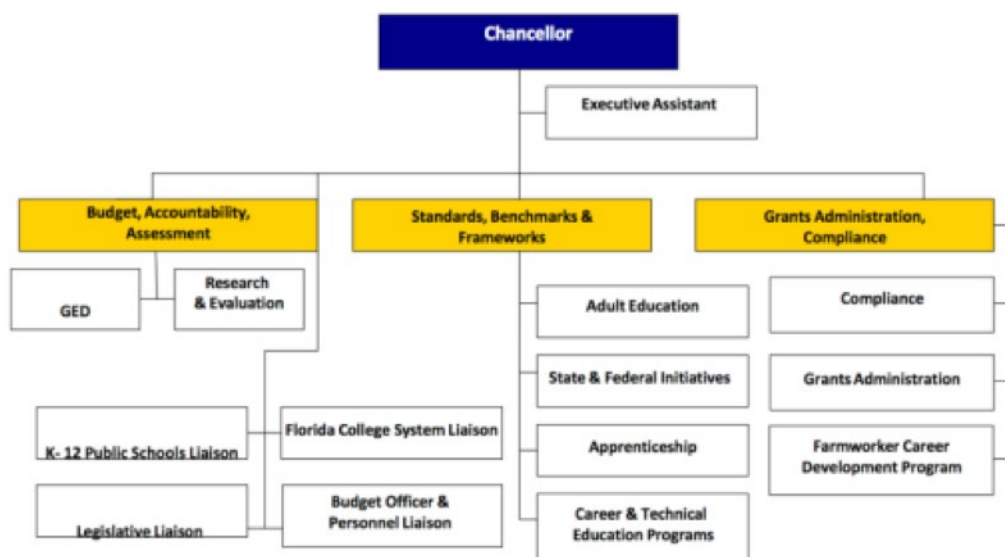 Chancellor
Executive Assistant
Budget, Accountability,
Assessment
Standards, Benchmarks &
Frameworks
Grants Administration,
Compliance
GED
Research
& Evaluation
Adult Education
Compliance
State & Federal Initiatives
Grants Administration
K- 12 Public Schools Liaison
Florida College System Liaison
Apprenticeship
Farmworker Career
Development Program
Legislative Liaison
Budget Officer &
Personnel Liaison
Career & Technical
Education Programs